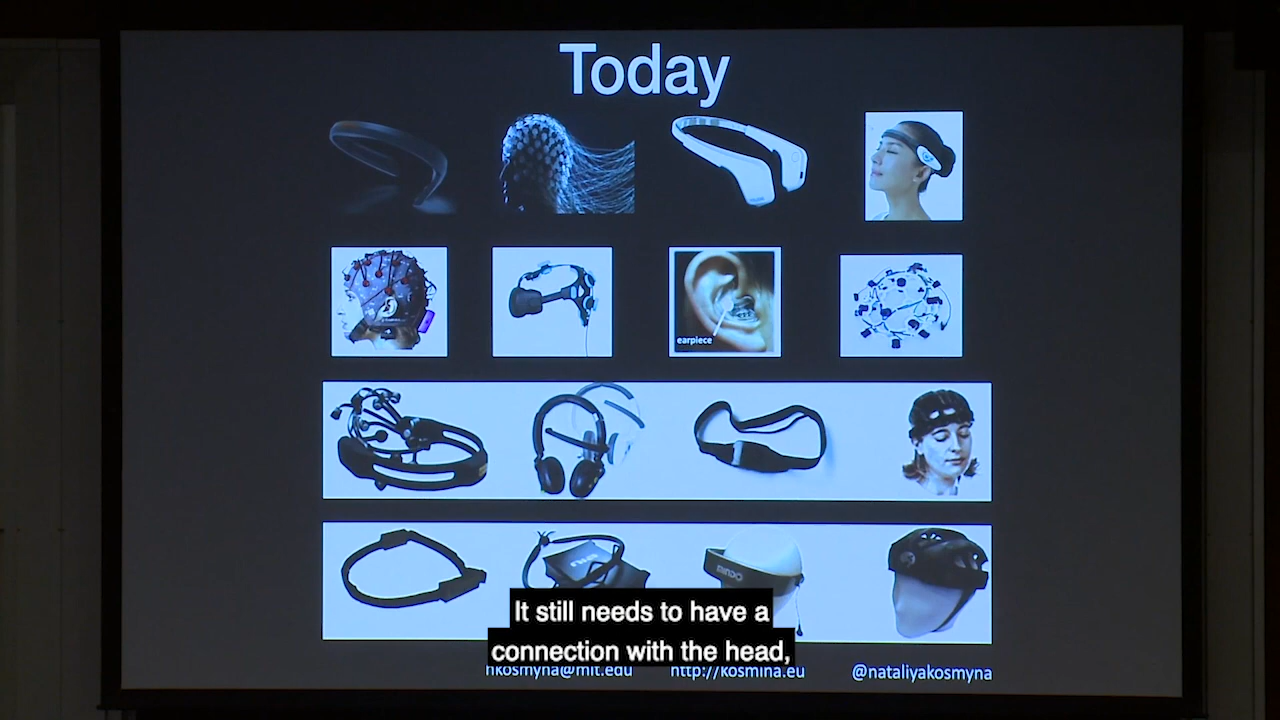 Today
earpiece
It still needs to have a
connection with the head,
nkosmyna@mit.edu http://kosmina.eu @nataliyakosmyna